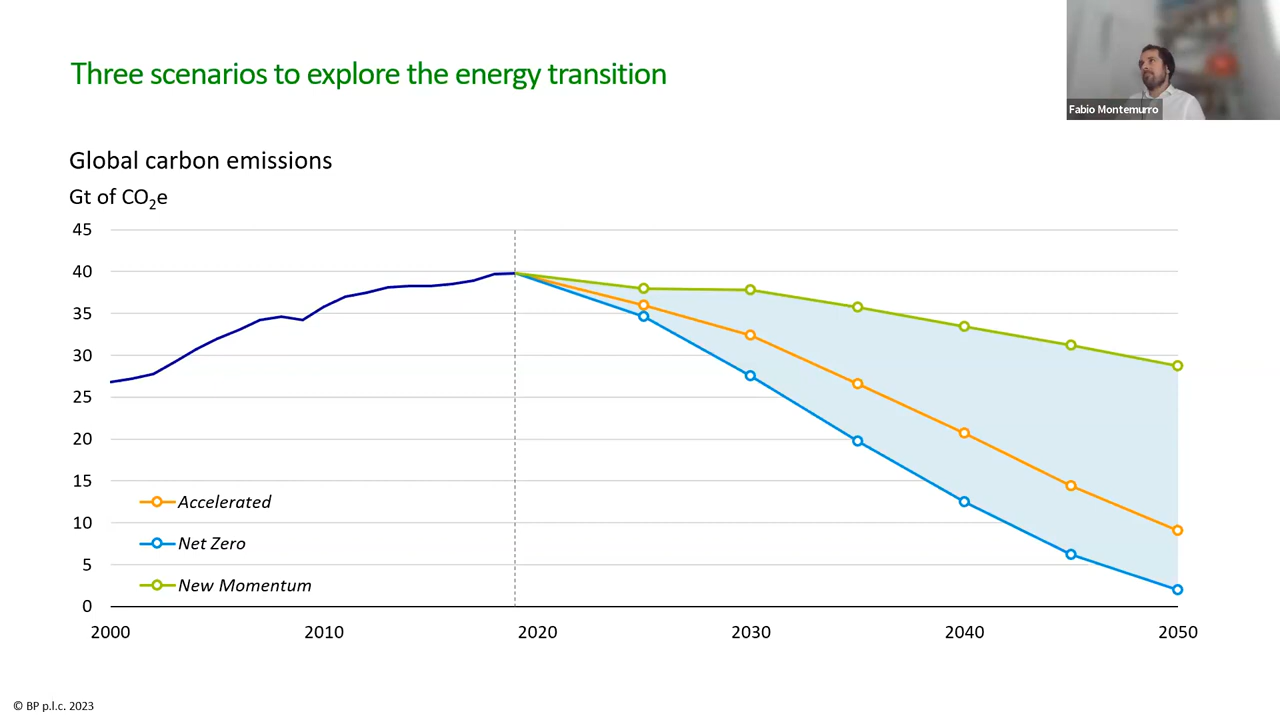 Three scenarios to explore the energy transition
Fabio Montemurro
Global carbon emissions
Gt of CO₂e
45
40
35
30
25
20
15
10
5
0
Accelerated
Net Zero
New Momentum
2000 2010 2020 2030 2040 2050
© BP p.l.c. 2023